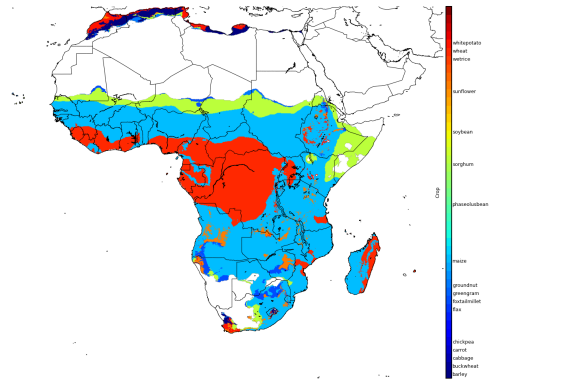 whitepotato
wheat
wetrice
sunflower
soybean
sorghum
phaseolusbean
maize
groundnut
greengram
foxtailmillet
flax
chickpea
carrot
cabbage
buckwheat
barley
Crop